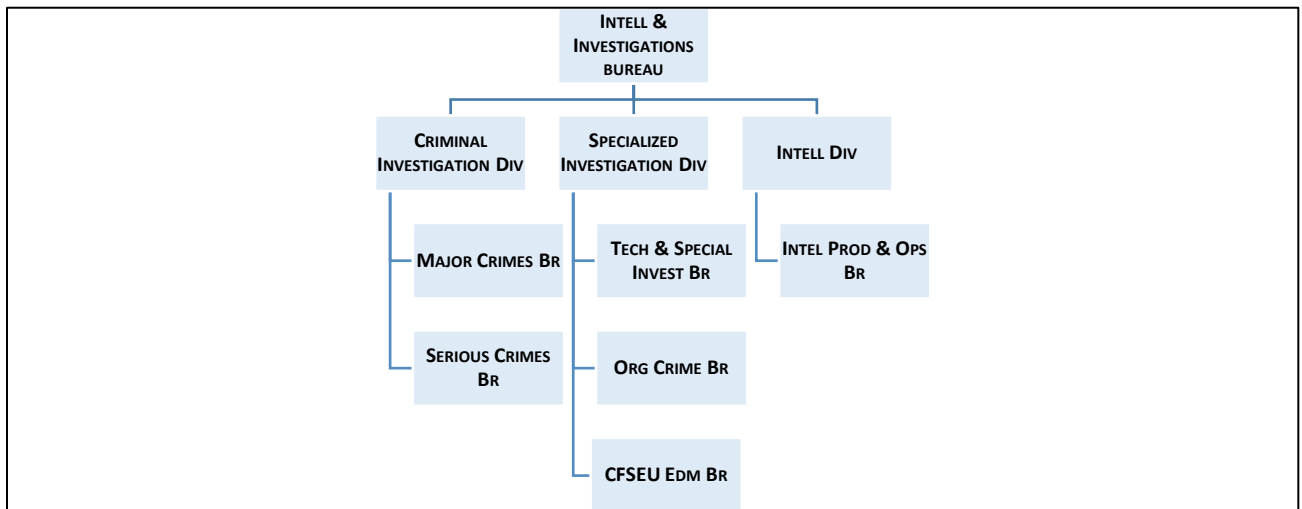 INTELL &
INVESTIGATIONS
BUREAU
CRIMINAL
INVESTIGATION DIV
SPECIALIZED
INVESTIGATION DIV
INTELL DIV
MAJOR CRIMES BR
TECH & SPECIAL
INVEST BR
INTEL PROD & OPS
BR
SERIOUS CRIMES
BR
ORG CRIME BR
CFSEU EDM BR